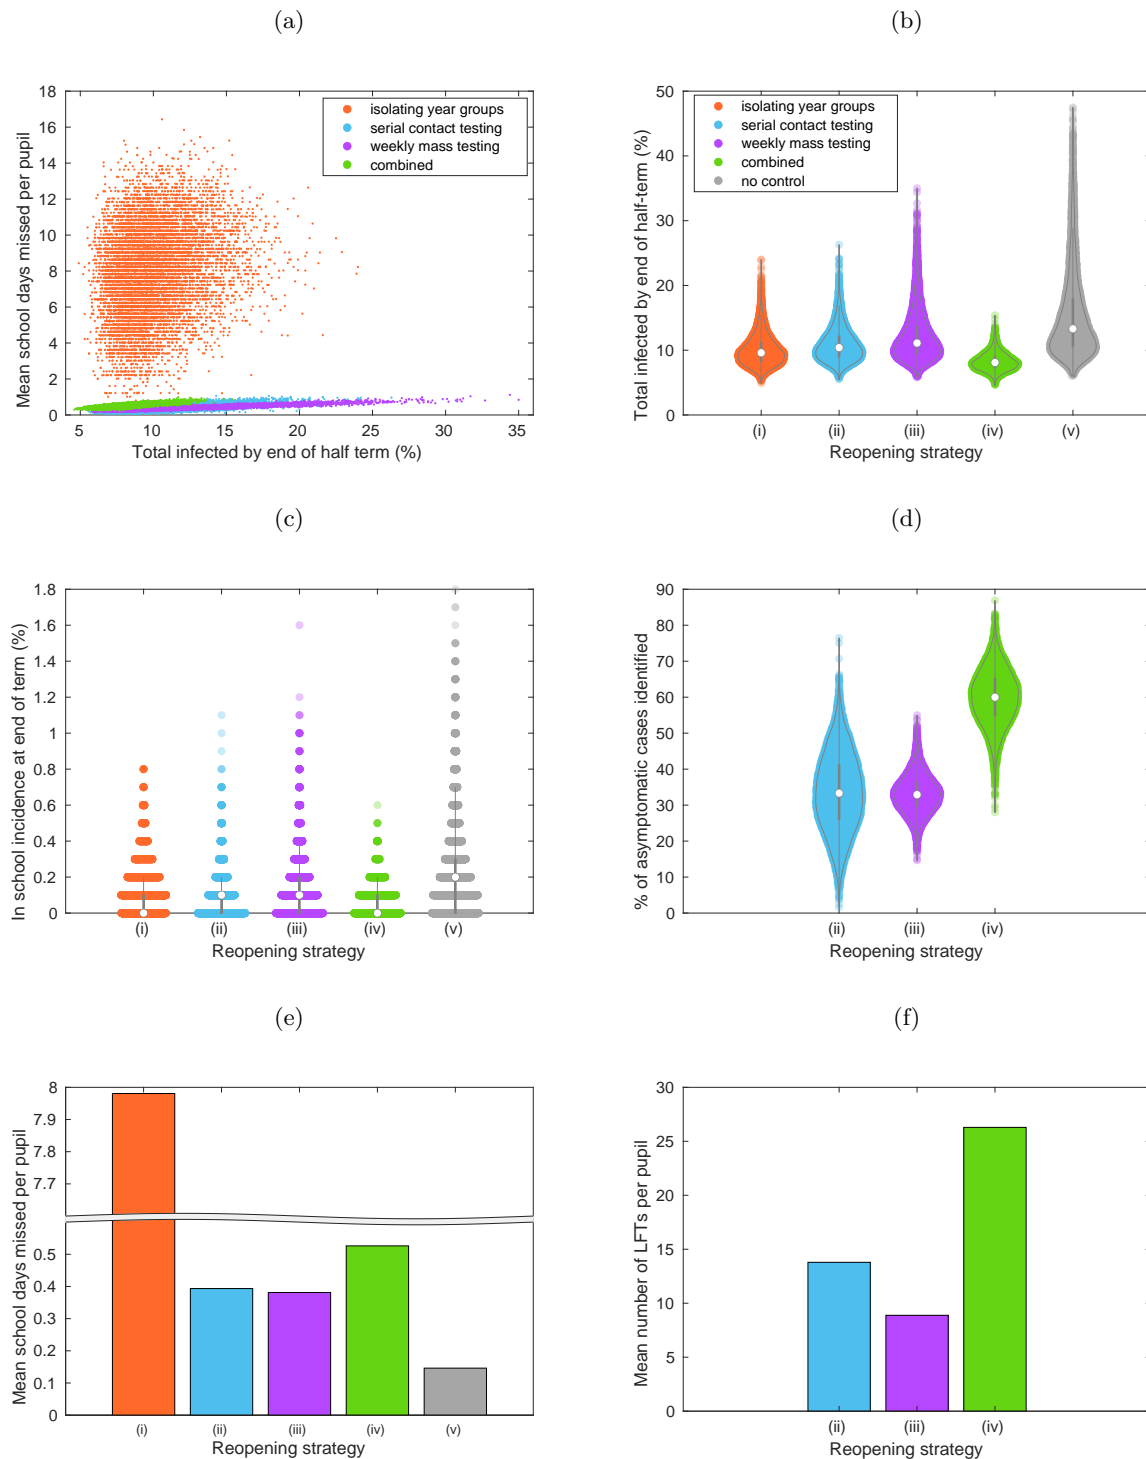 (a)
Mean school days missed per pupil
18
16
14
12
10
8
6
4
2
0
isolating year groups
serial contact testing
weekly mass testing
combined
5
10
15
20
25
30
35
Total infected by end of half term (%)
(b)
Total infected by end of half-term (%)
50
40
30
20
10
0
isolating year groups
serial contact testing
weekly mass testing
combined
no control
(i)
(ii)
(iii)
(iv)
(v)
Reopening strategy
(c)
In school incidence at end of term (%)
1.8
1.6
1.4
1.2
1
0.8
0.6
0.4
0.2
0
(i)
(ii)
(iii)
(iv)
(v)
Reopening strategy
(d)
% of asymptomatic cases identified
90
80
70
60
50
40
30
20
10
0
(ii)
(iii)
(iv)
Reopening strategy
(e)
Mean school days missed per pupil
8
7.9
7.8
7.7
0.5
0.4
0.3
0.2
0.1
0
(i)
(ii)
(iii)
(iv)
(v)
Reopening strategy
(f)
Mean number of LFTs per pupil
30
25
20
15
10
5
0
(ii)
(iii)
(iv)
Reopening strategy